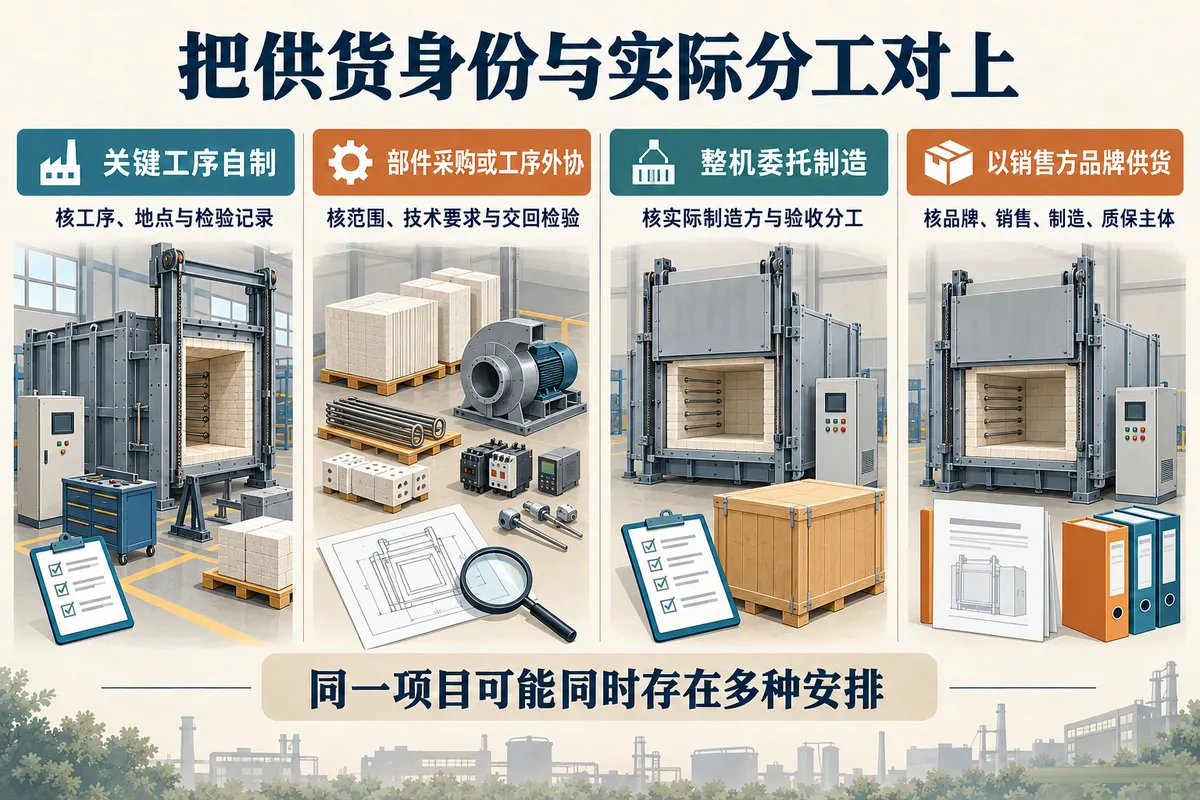 把供货身份与实际分工对上
关键工序自制
核工序、地点与检验记录
部件采购或工序外协
核范围、技术要求与交回检验
整机委托制造
核实际制造方与验收分工
以销售方品牌供货
核品牌、销售、制造、质保主体
同一项目可能同时存在多种安排